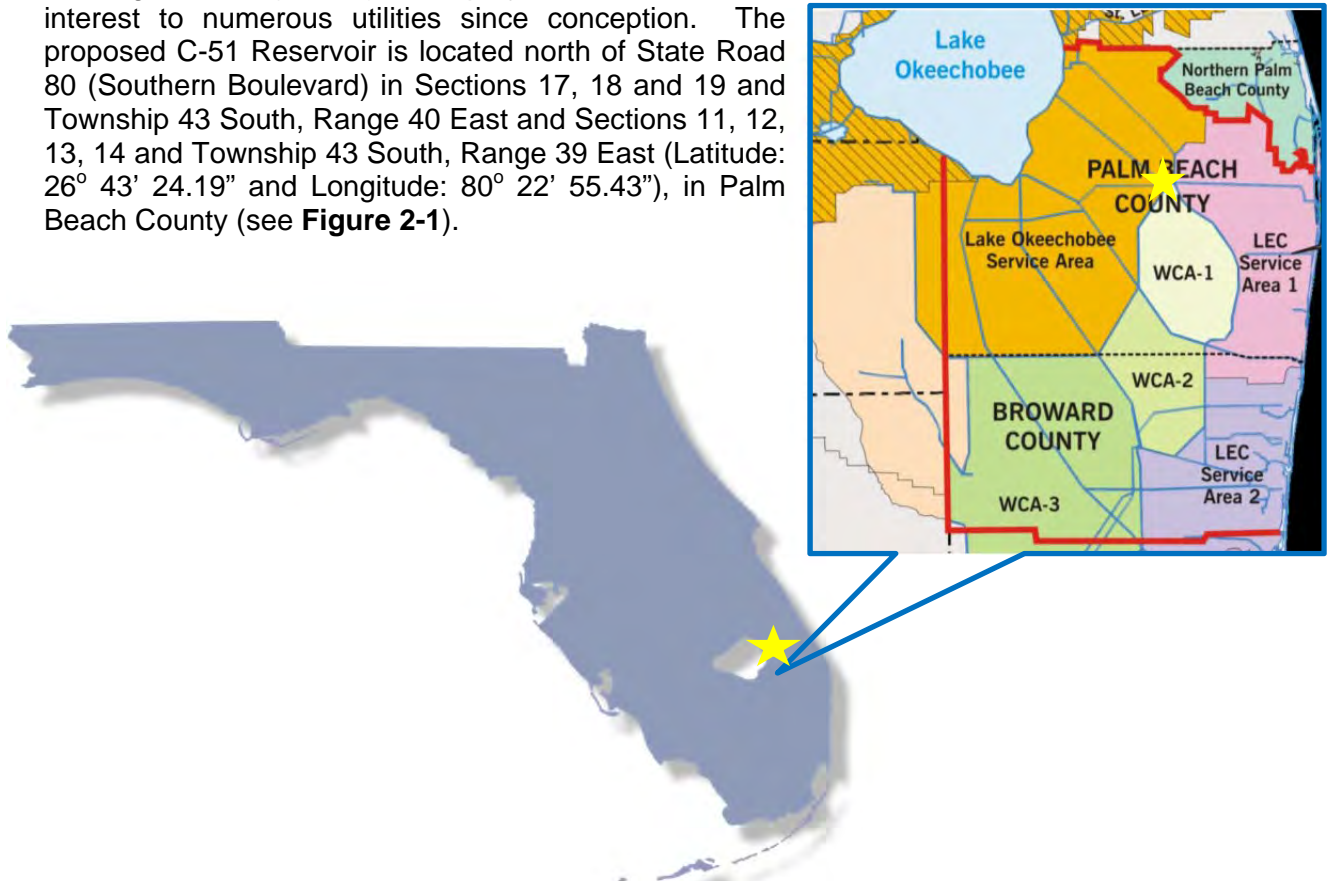 interest to numerous utilities since conception. The
proposed C-51 Reservoir is located north of State Road
80 (Southern Boulevard) in Sections 17, 18 and 19 and
Township 43 South, Range 40 East and Sections 11, 12,
13, 14 and Township 43 South, Range 39 East (Latitude:
26o 43' 24.19” and Longitude: 80o 22' 55.43”), in Palm
Beach County (see Figure 2-1).
Lake
Okeechobee
Northern Palm
Beach County
PALM BEACH
COUNTY
Lake Okeechobee
Service Area
WCA-1
LEC
Service
Area 1
WCA-2
BROWARD
COUNTY
LEC
Service
Area 2
WCA-3